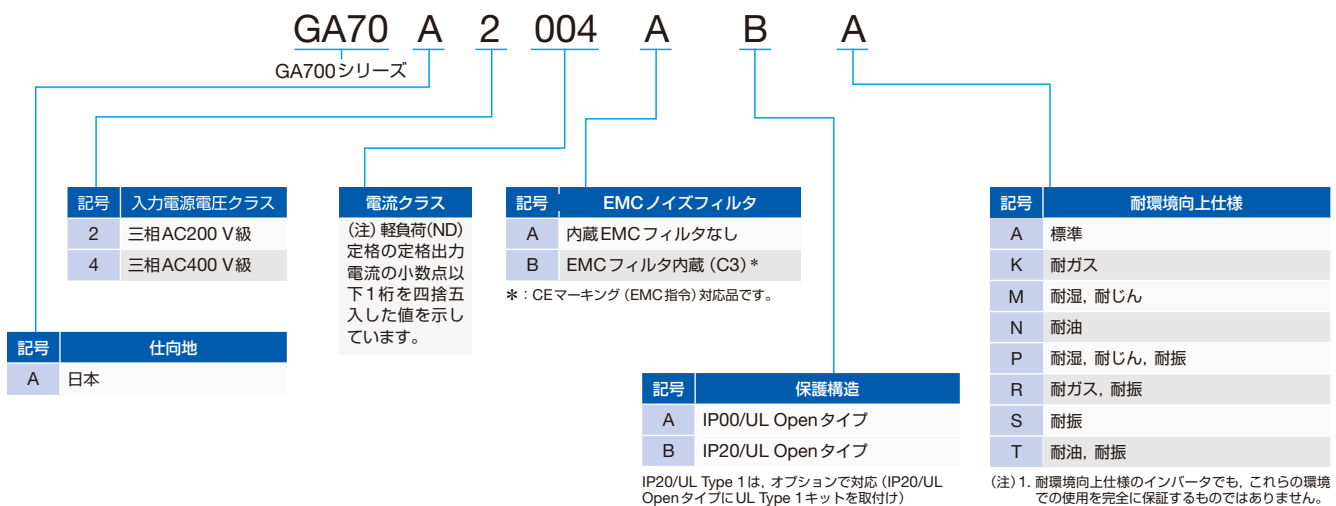 GA70 A 2 004 A B A
GA700シリーズ
記号 入力電源電圧クラス
2 三相AC200 V級
4 三相AC400 V級
電流クラス
(注) 軽負荷(ND)
定格の定格出力
電流の小数点以
下1桁を四捨五
入した値を示し
ています。
記号 EMCノイズフィルタ
A 内蔵EMCフィルタなし
B EMCフィルタ内蔵 (C3)*
*:CEマーキング (EMC指令) 対応品です。
記号 耐環境向上仕様
A 標準
K 耐ガス
M 耐湿, 耐じん
N 耐油
P 耐湿, 耐じん, 耐振
R 耐ガス, 耐振
S 耐振
T 耐油, 耐振
(注) 1. 耐環境向上仕様のインバータでも, これらの環境
での使用を完全に保証するものではありません。
記号 仕向地
A 日本
記号 保護構造
A IP00/UL Openタイプ
B IP20/UL Openタイプ
IP20/UL Type 1は, オプションで対応 (IP20/UL
OpenタイプにUL Type 1キットを取付け)